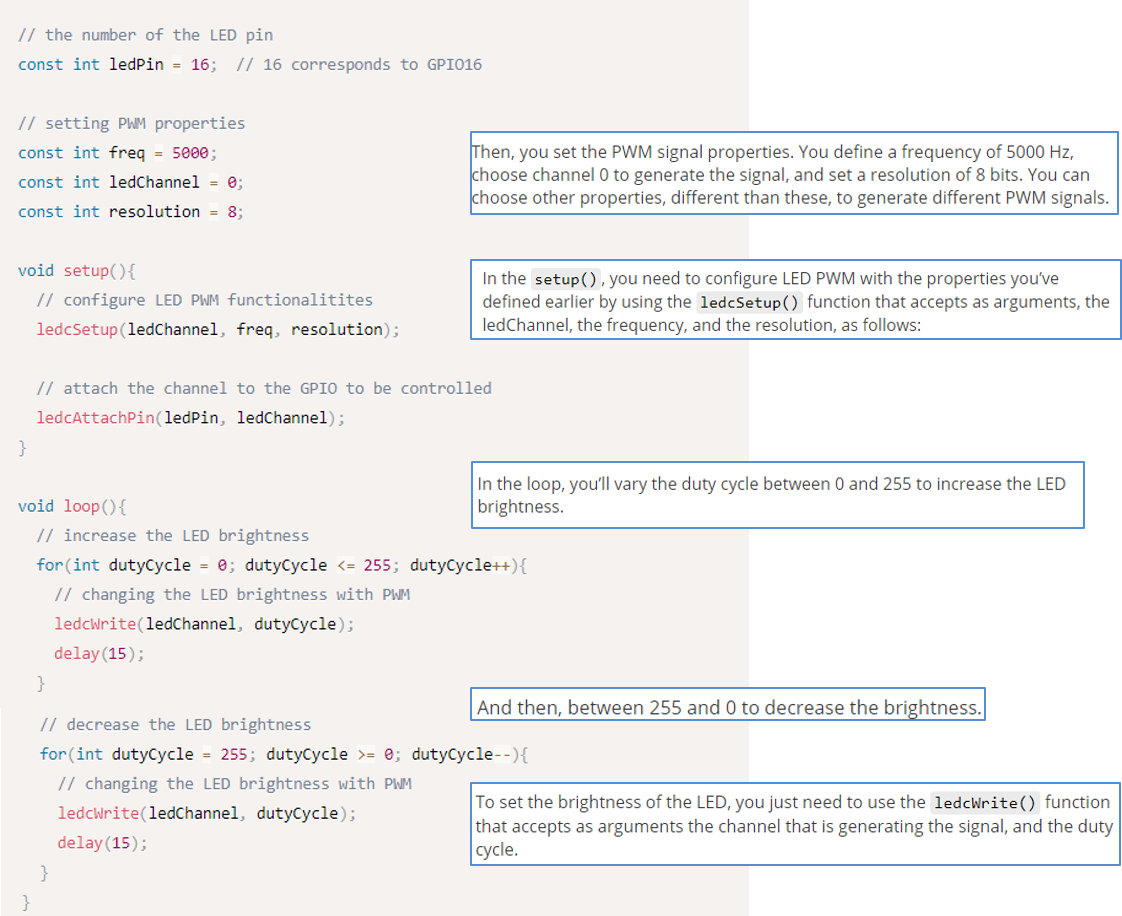 // the number of the LED pin
const int ledPin = 16;  // 16 corresponds to GPIO16
// setting PWM properties
const int freq = 5000;
const int ledChannel = 0;
const int resolution = 8;
Then, you set the PWM signal properties. You define a frequency of 5000 Hz,
choose channel 0 to generate the signal, and set a resolution of 8 bits. You can
choose other properties, different than these, to generate different PWM signals.
void setup(){
  // configure LED PWM functionalitites
  ledcSetup(ledChannel, freq, resolution);
In the setup(), you need to configure LED PWM with the properties you’ve
defined earlier by using the ledcSetup() function that accepts as arguments, the
ledChannel, the frequency, and the resolution, as follows:
  // attach the channel to the GPIO to be controlled
  ledcAttachPin(ledPin, ledChannel);
}
In the loop, you’ll vary the duty cycle between 0 and 255 to increase the LED
brightness.
void loop(){
  // increase the LED brightness
  for(int dutyCycle = 0; dutyCycle <= 255; dutyCycle++){
    // changing the LED brightness with PWM
    ledcWrite(ledChannel, dutyCycle);
    delay(15);
  }
And then, between 255 and 0 to decrease the brightness.
  // decrease the LED brightness
  for(int dutyCycle = 255; dutyCycle >= 0; dutyCycle--){
    // changing the LED brightness with PWM
    ledcWrite(ledChannel, dutyCycle);
    delay(15);
  }
}
To set the brightness of the LED, you just need to use the ledcWrite() function
that accepts as arguments the channel that is generating the signal, and the duty
cycle.